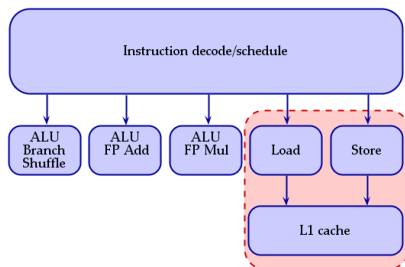 Instruction decode/schedule
ALU
Branch
Shuffle
ALU
FP Add
ALU
FP Mul
Load
Store
L1 cache